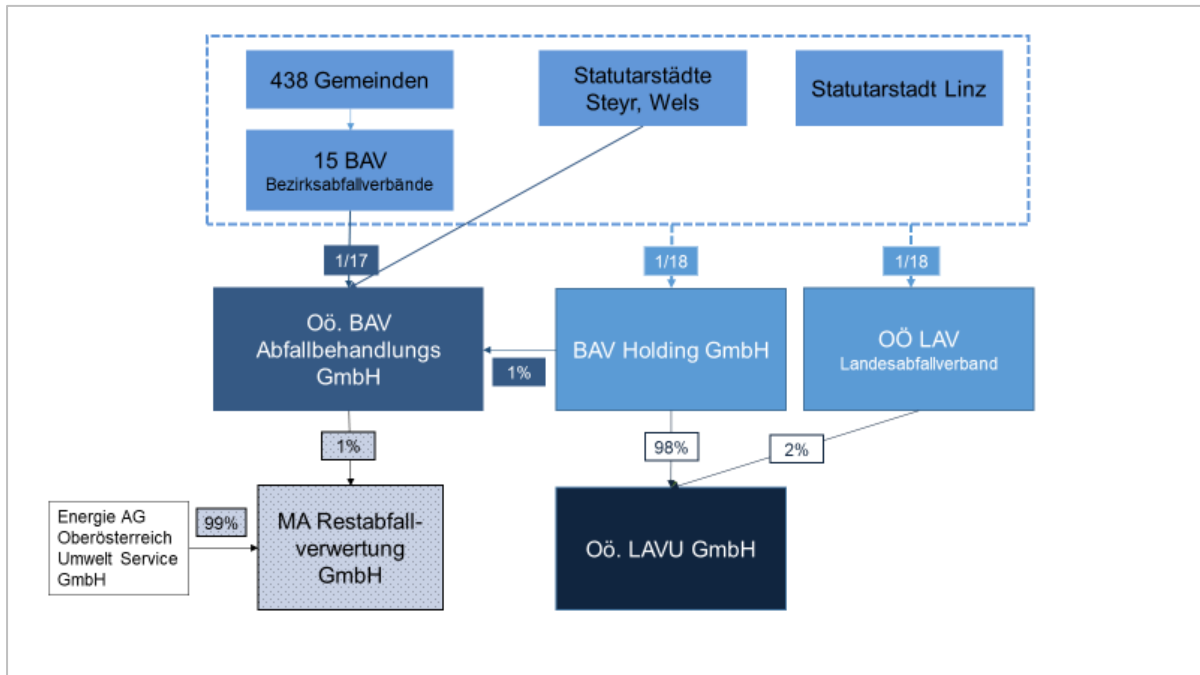 438 Gemeinden
Statutarstädte
Steyr, Wels
Statutarstadt Linz
15 BAV
Bezirksabfallverbände
1/17
1/18
1/18
Oö. BAV
Abfallbehandlungs
GmbH
1%
BAV Holding GmbH
OÖ LAV
Landesabfallverband
1%
98%
2%
Energie AG
Oberösterreich
Umwelt Service
GmbH
99%
MA Restabfall-
verwertung
GmbH
Oö. LAVU GmbH